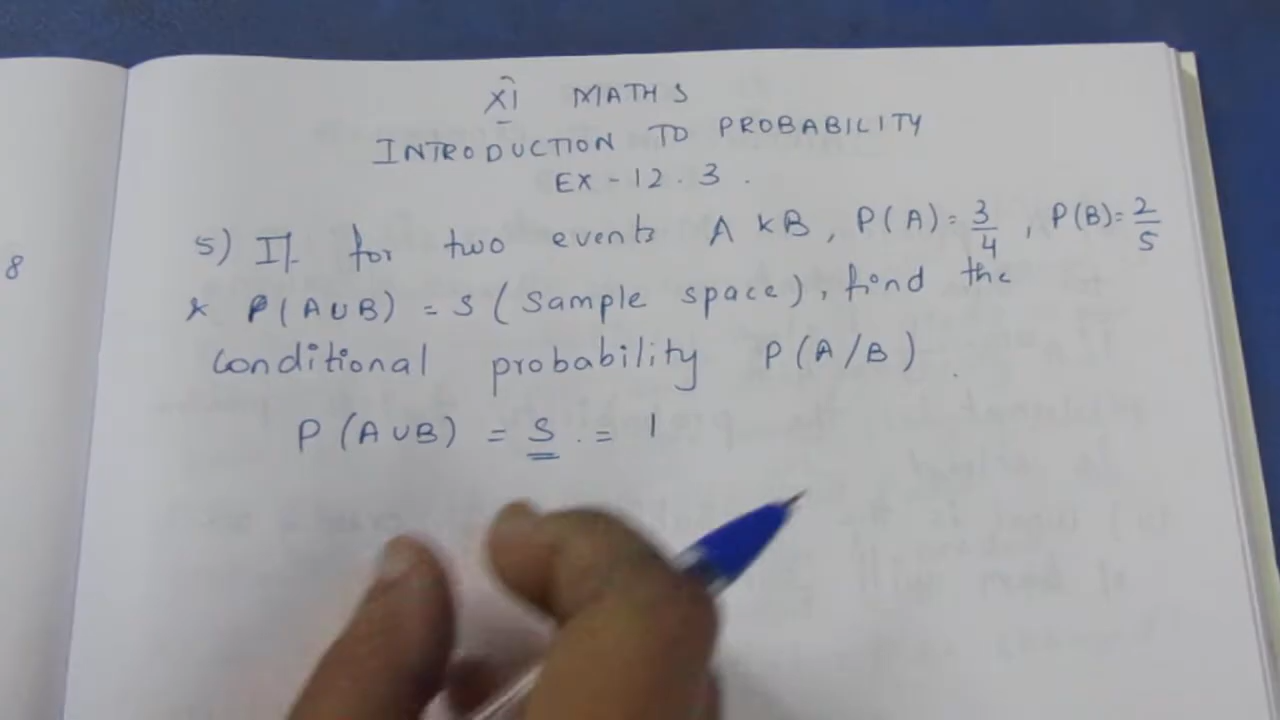 XI MATHS
INTRODUCTION TO PROBABILITY
EX - 12.3.
5) If for two events A & B, P(A) = 3/4, P(B) = 2/5
& P(A∪B) = S (Sample space), find the
conditional probability P(A/B).
P(A∪B) = S. = 1
8